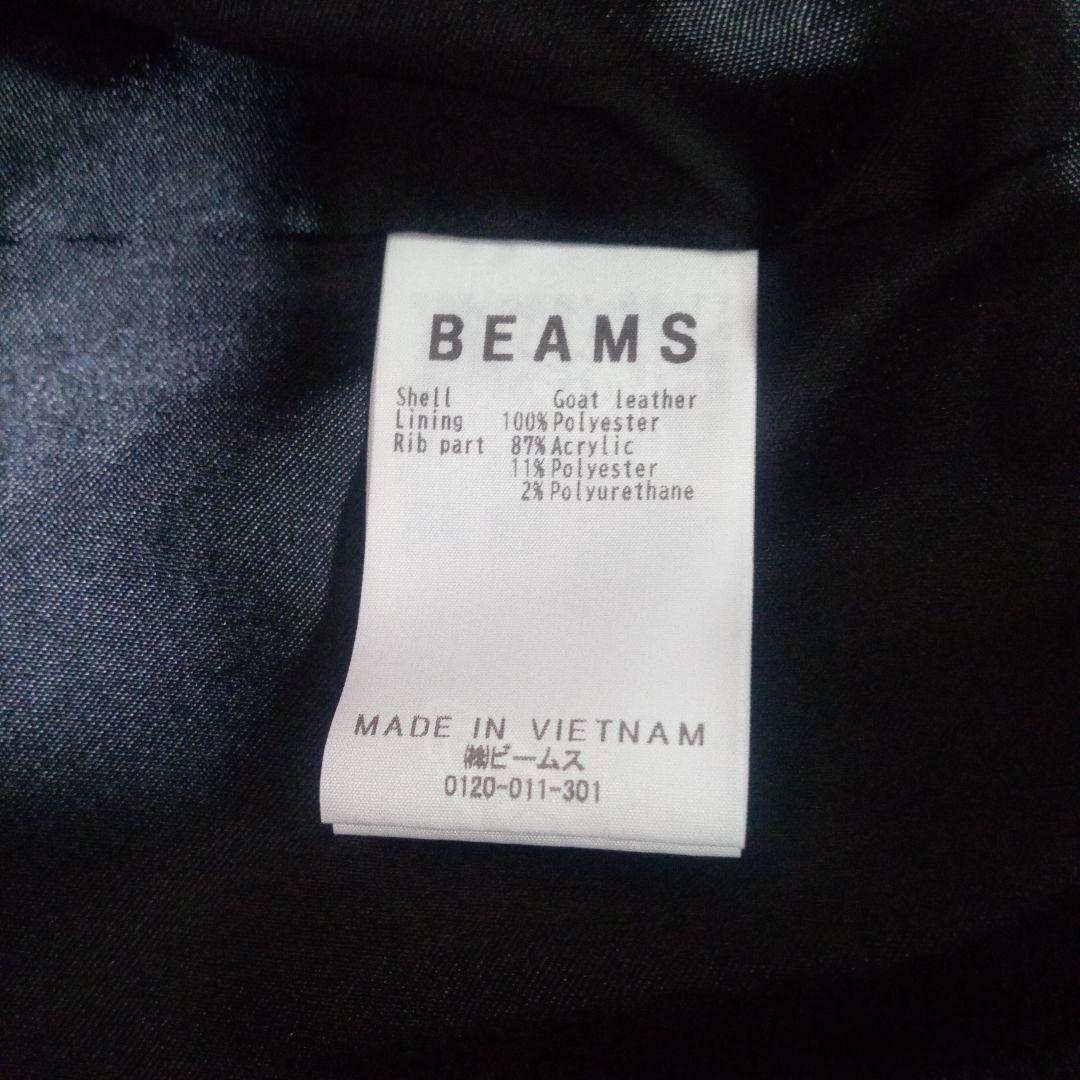 BEAMS
Shell Goat leather
Lining 100% Polyester
Rib part 87% Acrylic
11% Polyester
2% Polyurethane
MADE IN VIETNAM
㈱ビームス
0120-011-301